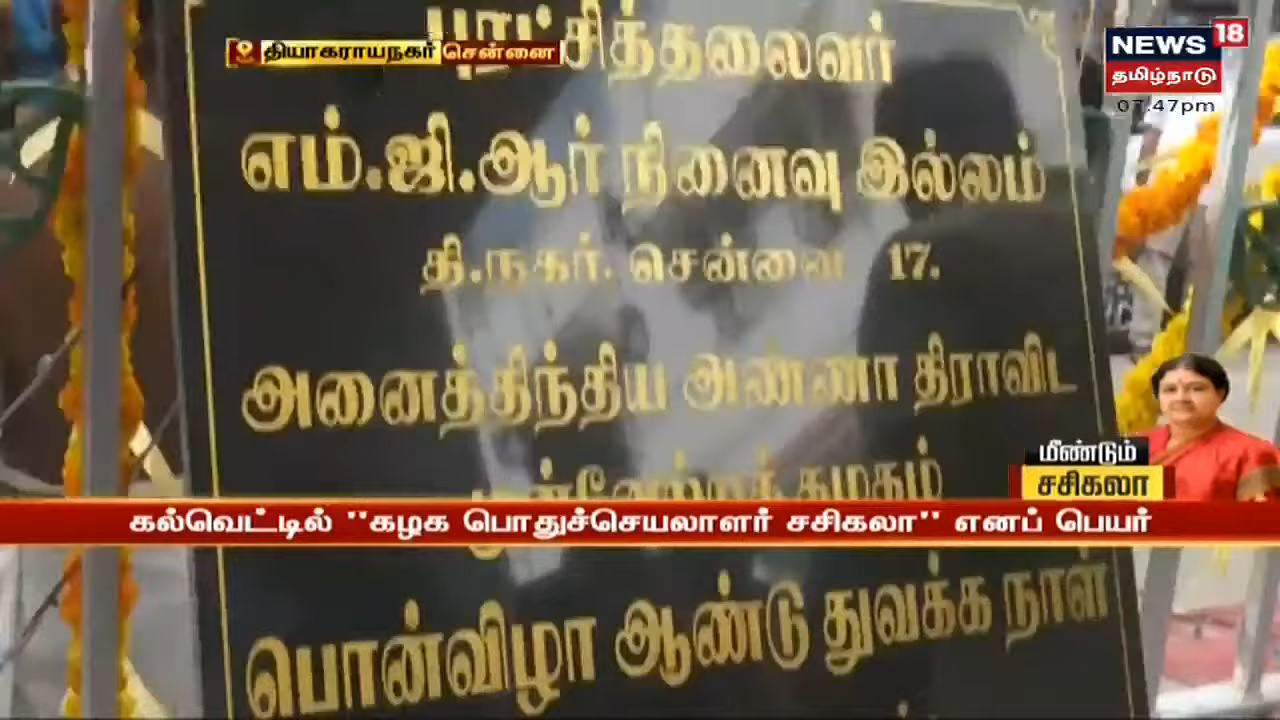 தியாகராயநகர் சென்னை
NEWS 18
தமிழ்நாடு
07:47pm
புரட்சித்தலைவர்
எம்.ஜி.ஆர் நினைவு இல்லம்
தி.நகர். சென்னை 17.
அனைத்திந்திய அண்ணா திராவிட
மீண்டும்
சசிகலா
கல்வெட்டில் "கழக பொதுச்செயலாளர் சசிகலா" எனப் பெயர்
பொன்விழா ஆண்டு துவக்க நாள்